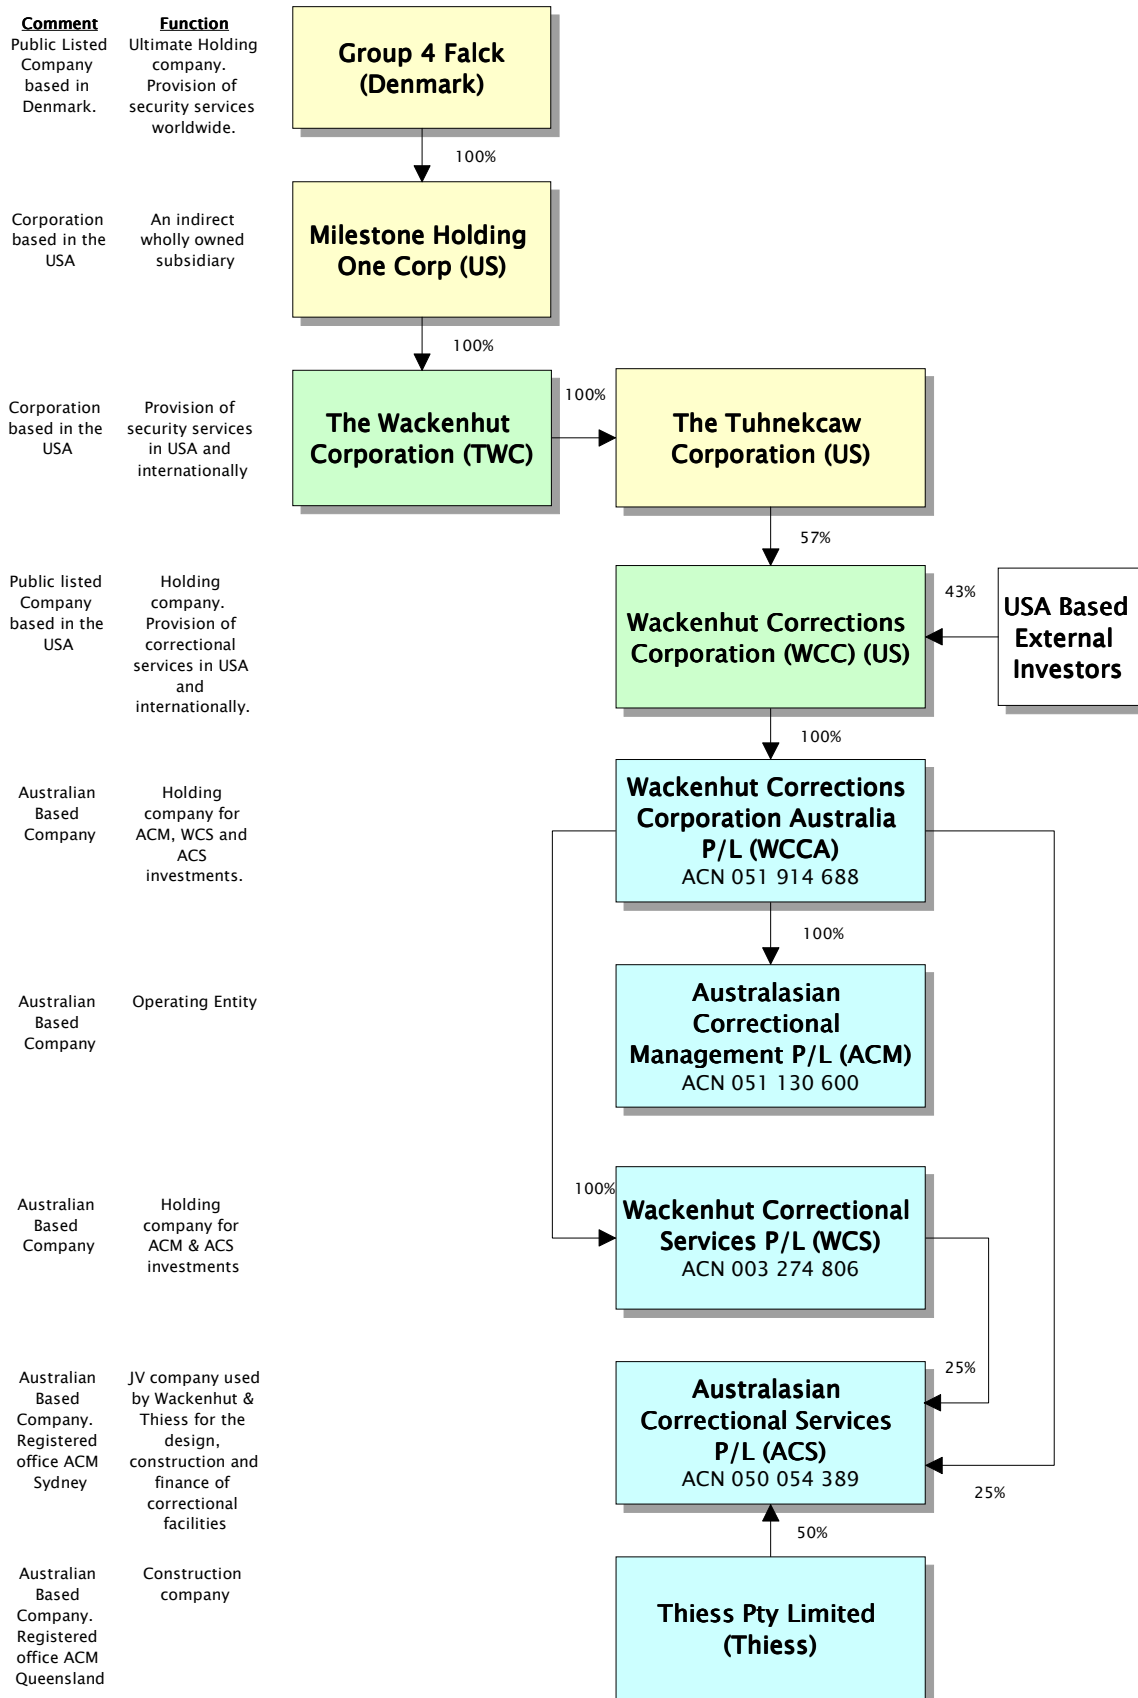 Comment
Function
Public Listed
Company
based in
Denmark.
Ultimate Holding
company.
Provision of
security services
worldwide.
Group 4 Falck
(Denmark)
100%
Corporation
based in the
USA
An indirect
wholly owned
subsidiary
Milestone Holding
One Corp (US)
100%
Corporation
based in the
USA
Provision of
security services
in USA and
internationally
The Wackenhut
Corporation (TWC)
100%
The Tuhnekcaw
Corporation (US)
57%
Public listed
Company
based in the
USA
Holding
company.
Provision of
correctional
services in USA
and
internationally.
Wackenhut Corrections
Corporation (WCC) (US)
43%
USA Based
External
Investors
100%
Australian
Based
Company
Holding
company for
ACM, WCS and
ACS
investments.
Wackenhut Corrections
Corporation Australia
P/L (WCCA)
ACN 051 914 688
100%
Australian
Based
Company
Operating Entity
Australasian
Correctional
Management P/L (ACM)
ACN 051 130 600
Australian
Based
Company
Holding
company for
ACM & ACS
investments
100%
Wackenhut Correctional
Services P/L (WCS)
ACN 003 274 806
25%
Australian
Based
Company.
Registered
office ACM
Sydney
JV company used
by Wackenhut &
Thiess for the
design,
construction and
finance of
correctional
facilities
Australasian
Correctional Services
P/L (ACS)
ACN 050 054 389
25%
50%
Australian
Based
Company.
Registered
office ACM
Queensland
Construction
company
Thiess Pty Limited
(Thiess)